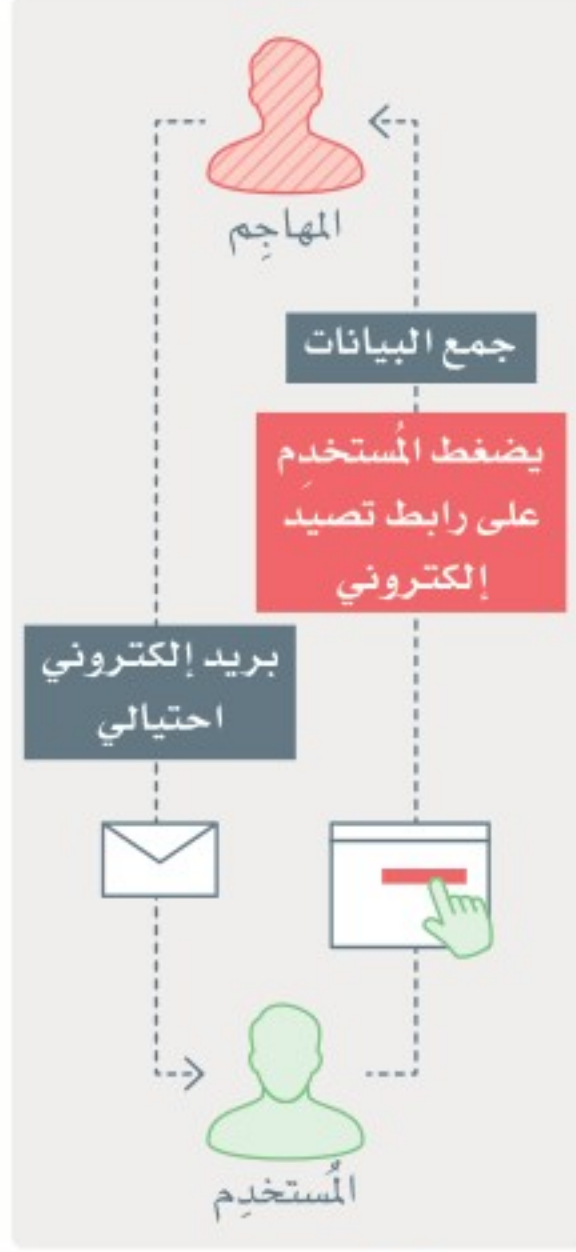 المهاجِم
جمع البيانات
يضغط المُستخدِم
على رابط تصيد
إلكتروني
بريد إلكتروني
احتيالي
المُستخدِم